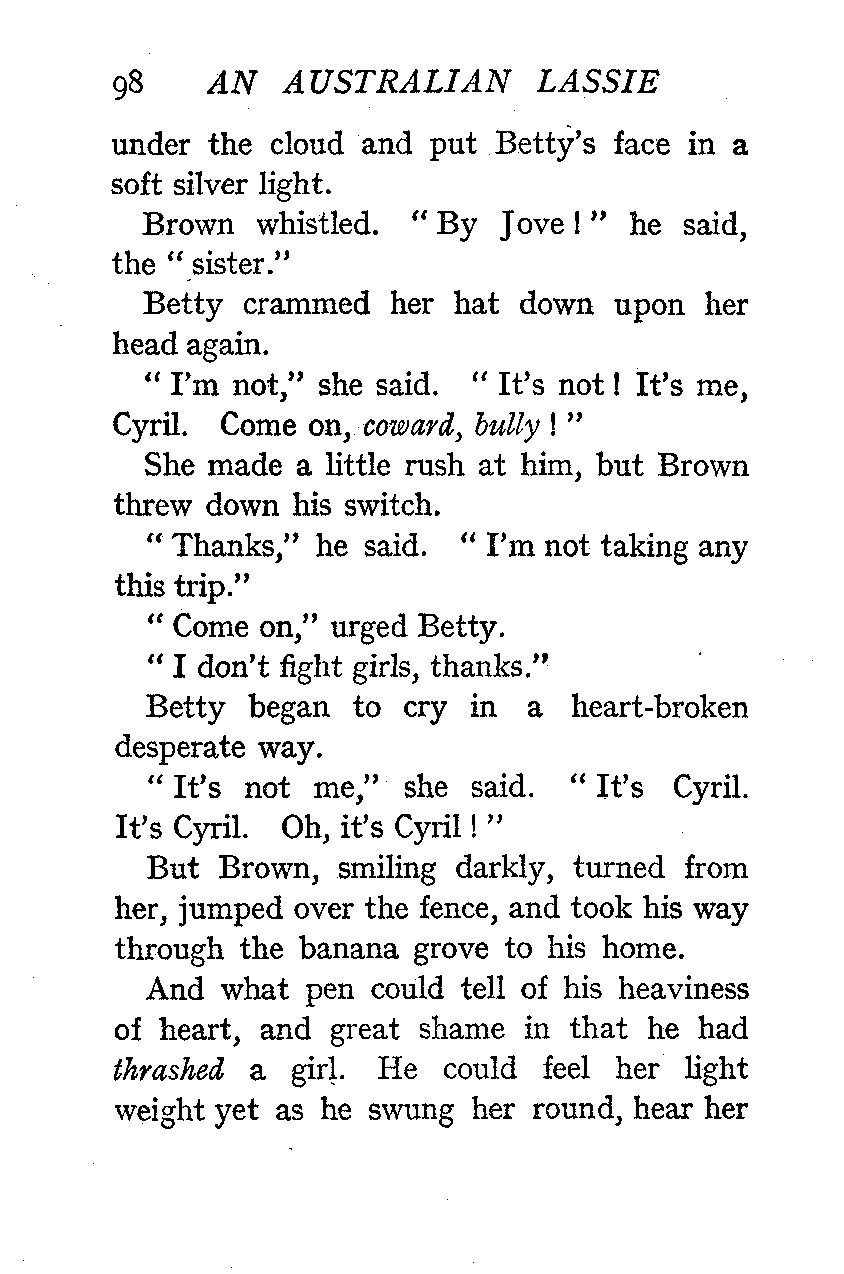 98 AN AUSTRALIAN LASSIE
under the cloud and put Betty's face in a
soft silver light.
Brown whistled. “ By Jove ! ” he said,
the “ sister.”
Betty crammed her hat down upon her
head again.
“ I'm not,” she said. “ It's not ! It's me,
Cyril. Come on, coward, bully ! ”
She made a little rush at him, but Brown
threw down his switch.
“ Thanks,” he said. “ I'm not taking any
this trip.”
“ Come on,” urged Betty.
“ I don't fight girls, thanks.”
Betty began to cry in a heart-broken
desperate way.
“ It's not me,” she said. “ It's Cyril.
It's Cyril. Oh, it's Cyril ! ”
But Brown, smiling darkly, turned from
her, jumped over the fence, and took his way
through the banana grove to his home.
And what pen could tell of his heaviness
of heart, and great shame in that he had
thrashed a girl. He could feel her light
weight yet as he swung her round, hear her